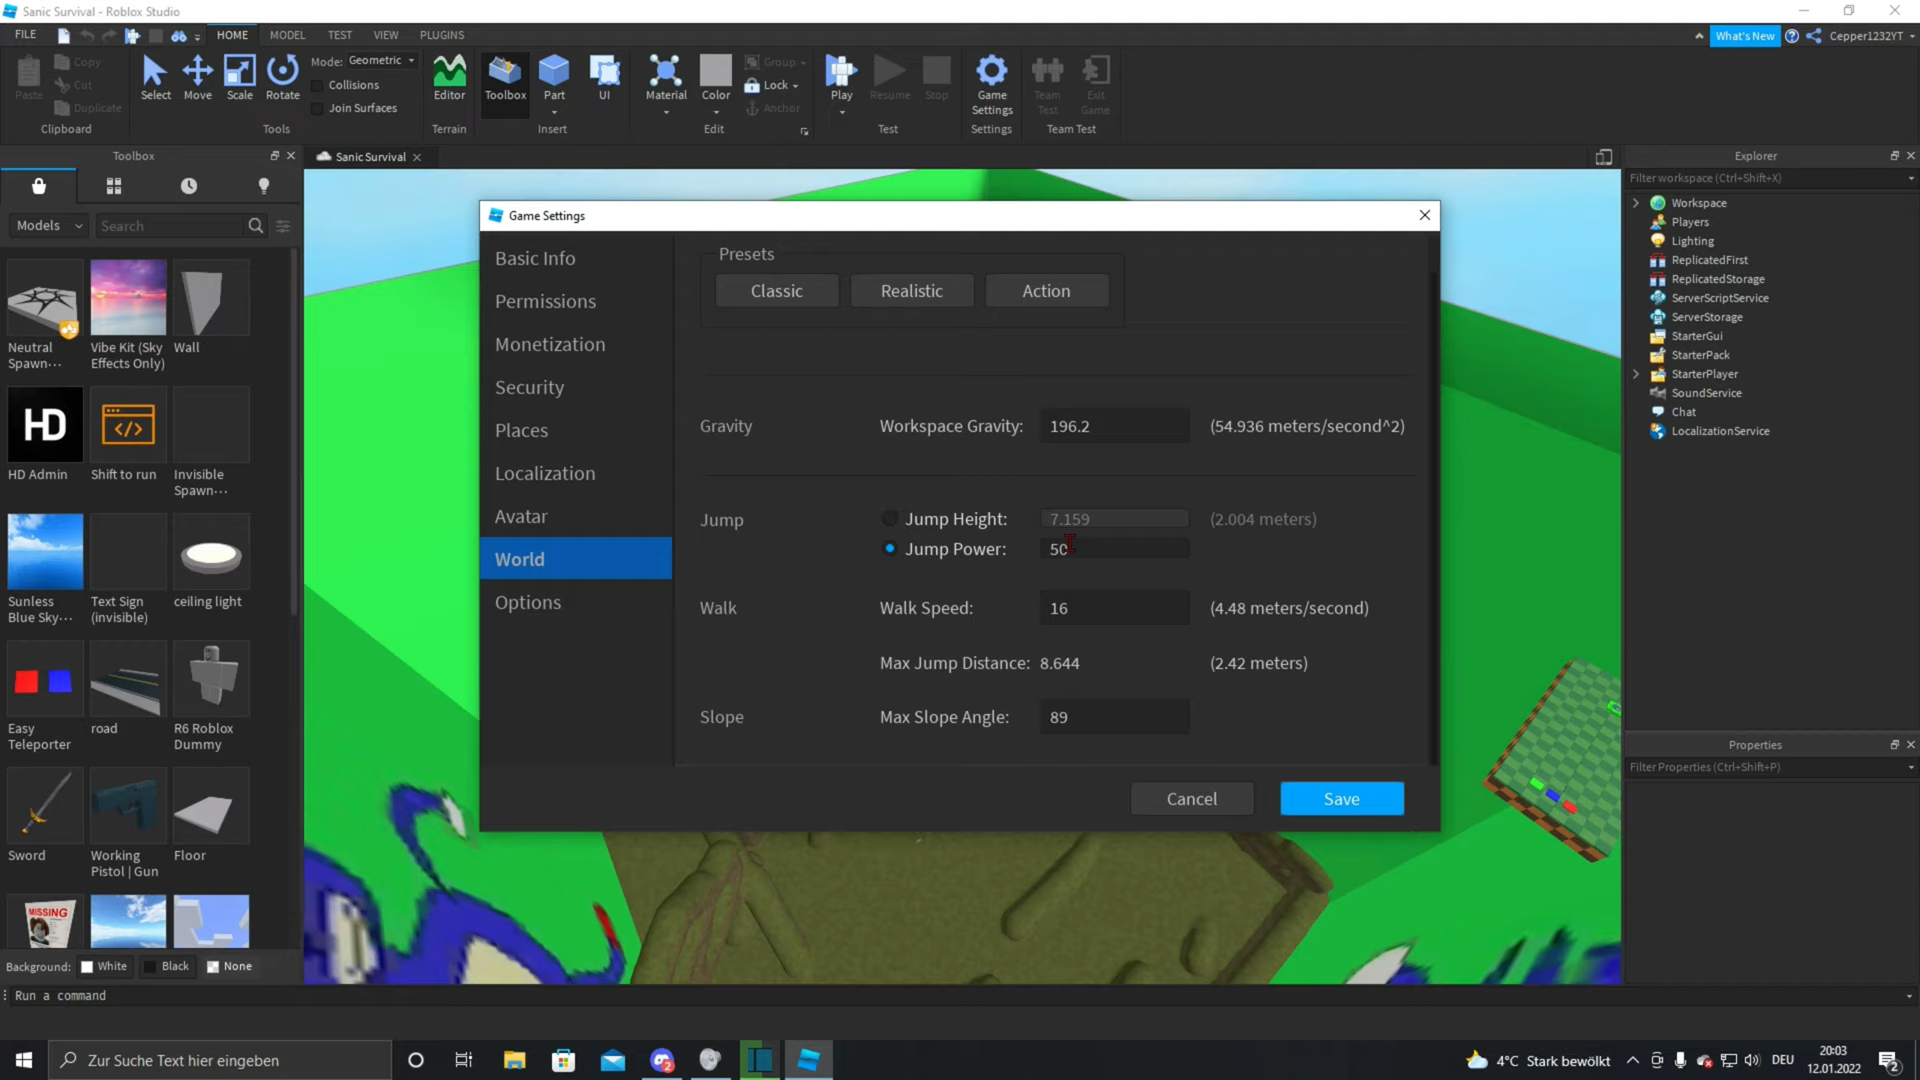 Sanic Survival - Roblox Studio
FILE HOME MODEL TEST VIEW PLUGINS What's New Cepper1232YT
Paste Copy Cut Duplicate Clipboard
Select Move Scale Rotate Mode: Geometric Collisions Join Surfaces Tools
Editor Terrain
Toolbox Part UI Insert
Material Color Group Lock Anchor Edit
Play Resume Stop Test
Game Settings Settings
Team Test Exit Game Team Test
Toolbox
Models Search
Neutral Spawn··· Vibe Kit (Sky Effects Only) Wall
HD
HD Admin Shift to run Invisible Spawn···
Sunless Blue Sky··· Text Sign (invisible) ceiling light
Easy Teleporter road R6 Roblox Dummy
Sword Working Pistol | Gun Floor
MISSING
Background: White Black None
Run a command
Sanic Survival
Game Settings
Basic Info
Permissions
Monetization
Security
Places
Localization
Avatar
World
Options
Presets
Classic Realistic Action
Gravity Workspace Gravity: 196.2 (54.936 meters/second^2)
Jump Jump Height: 7.159 (2.004 meters)
Jump Power: 50
Walk Walk Speed: 16 (4.48 meters/second)
Max Jump Distance: 8.644 (2.42 meters)
Slope Max Slope Angle: 89
Cancel Save
Explorer
Filter workspace (Ctrl+Shift+X)
Workspace
Players
Lighting
ReplicatedFirst
ReplicatedStorage
ServerScriptService
ServerStorage
StarterGui
StarterPack
StarterPlayer
SoundService
Chat
LocalizationService
Properties
Filter Properties (Ctrl+Shift+P)
Zur Suche Text hier eingeben
2
4°C Stark bewölkt DEU 20:03
12.01.2022
2